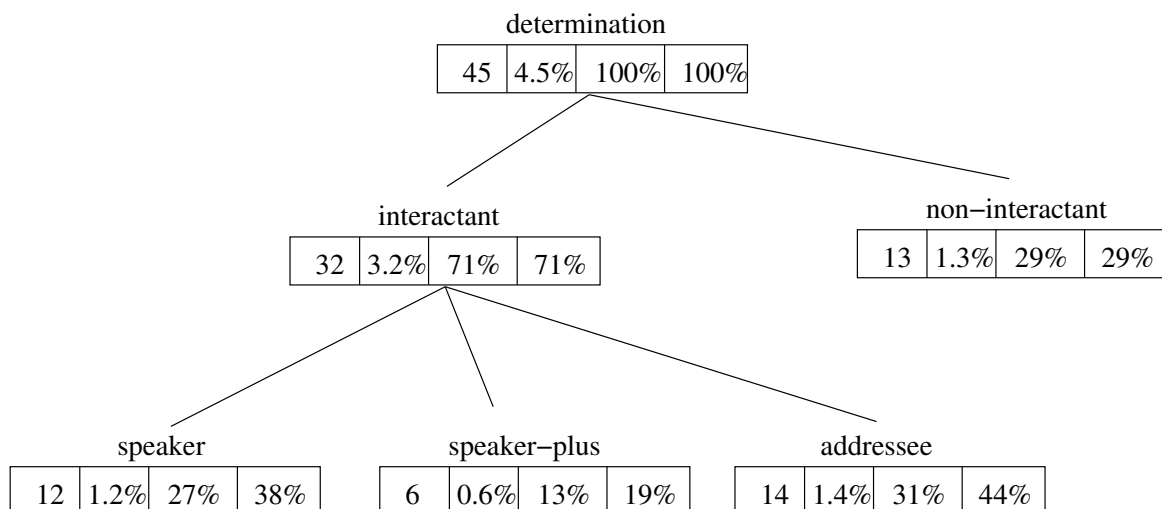 determination
45 4.5% 100% 100%
interactant
32 3.2% 71% 71%
non−interactant
13 1.3% 29% 29%
speaker
12 1.2% 27% 38%
speaker−plus
6 0.6% 13% 19%
addressee
14 1.4% 31% 44%